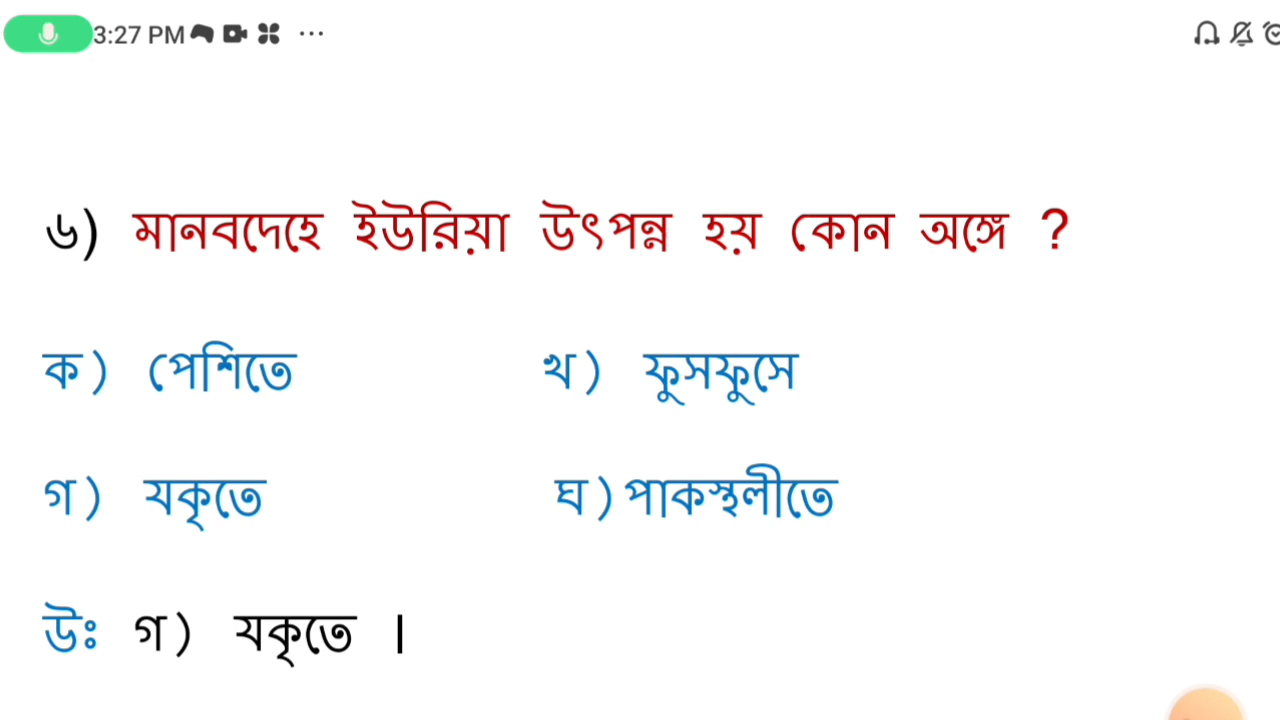 3:27 PM ...
৬) মানবদেহে ইউরিয়া উৎপন্ন হয় কোন অঙ্গে ?
ক) পেশিতে খ) ফুসফুসে
গ) যকৃতে ঘ) পাকস্থলীতে
উঃ গ) যকৃতে ।